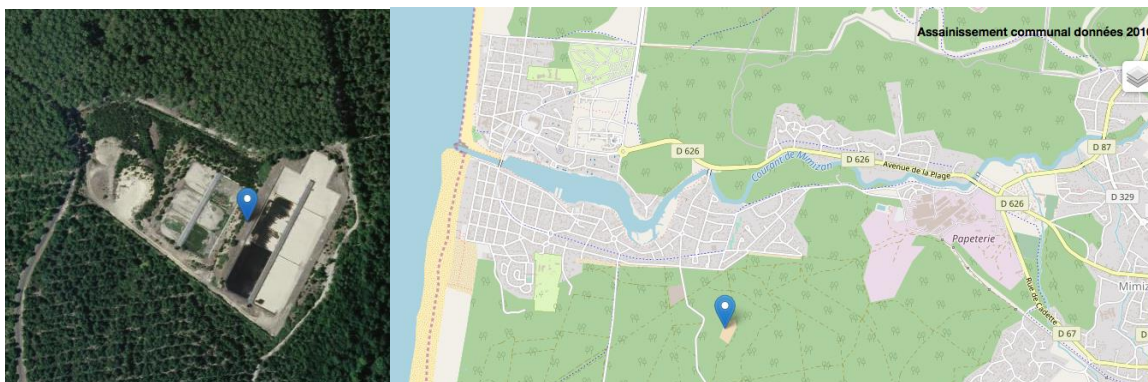 Assainissement communal données 2016
D 87
D 626
D 626
Courant de Mimizan
Avenue de la Plage
D 329
D 626
Papeterie
Rue de Cadette
Mimiz
D 67
D